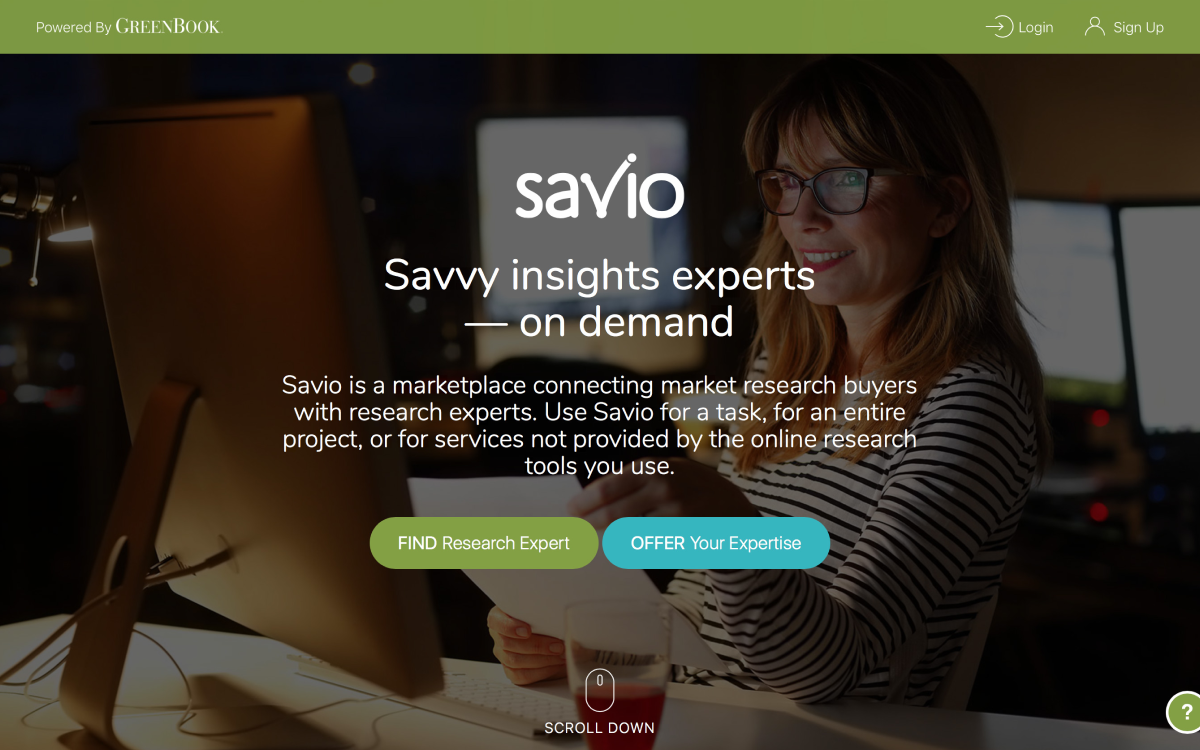 Powered By GREENBOOK
Login
Sign Up
savio
Savvy insights experts
— on demand
Savio is a marketplace connecting market research buyers
with research experts. Use Savio for a task, for an entire
project, or for services not provided by the online research
tools you use.
FIND Research Expert
OFFER Your Expertise
SCROLL DOWN
?